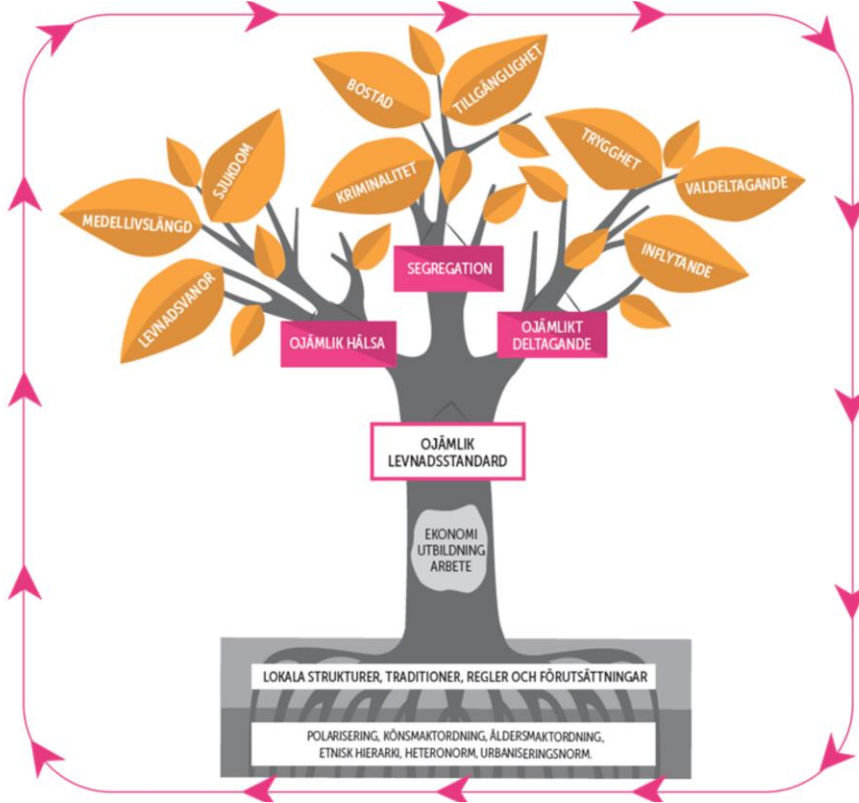 BOSTAD
TILLGÄNGLIGHET
SJUKDOM
KRIMINALITET
TRYGGHET
VALDELTAGANDE
MEDELLIVSLÄNGD
INFLYTANDE
LEVNADSVANOR
SEGREGATION
OJÄMLIK HÄLSA
OJÄMLIKT
DELTAGANDE
OJÄMLIK
LEVNADSSTANDARD
EKONOMI
UTBILDNING
ARBETE
LOKALA STRUKTURER, TRADITIONER, REGLER OCH FÖRUTSÄTTNINGAR
POLARISERING, KÖNSMAKTORDNING, ÅLDERSMAKTORDNING,
ETNISK HIERARKI, HETERONORM, URBANISERINGSNORM.